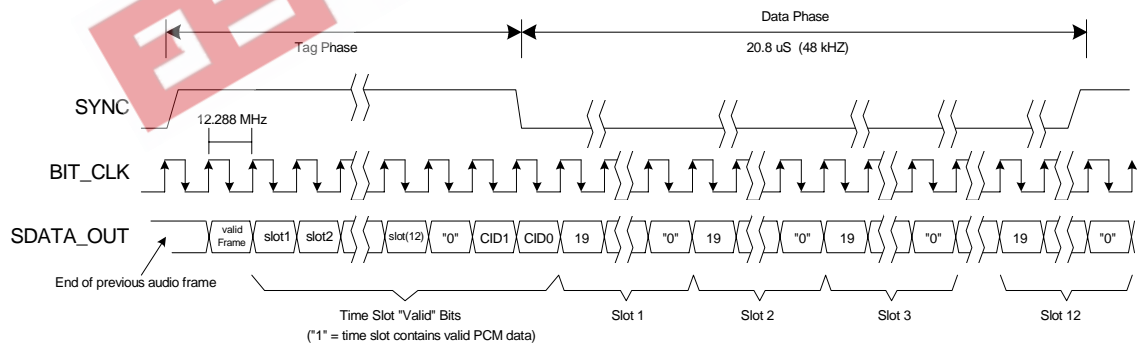 Data Phase
Tag Phase
20.8 uS (48 kHZ)
SYNC
12.288 MHz
BIT_CLK
SDATA_OUT
valid Frame slot1 slot2 slot(12) "0" CID1 CID0 19 "0" 19 "0" 19 "0" 19 "0"
End of previous audio frame
Time Slot "Valid" Bits
("1" = time slot contains valid PCM data)
Slot 1
Slot 2
Slot 3
Slot 12